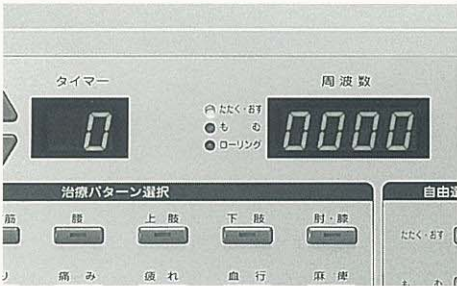 タイマー
周波数
0
たたく・おす
もむ
ローリング
0000
治療パターン選択
自由
筋
腰
上肢
下肢
肘・膝
たたく・おす
痛み
疲れ
血行
麻痺
もむ